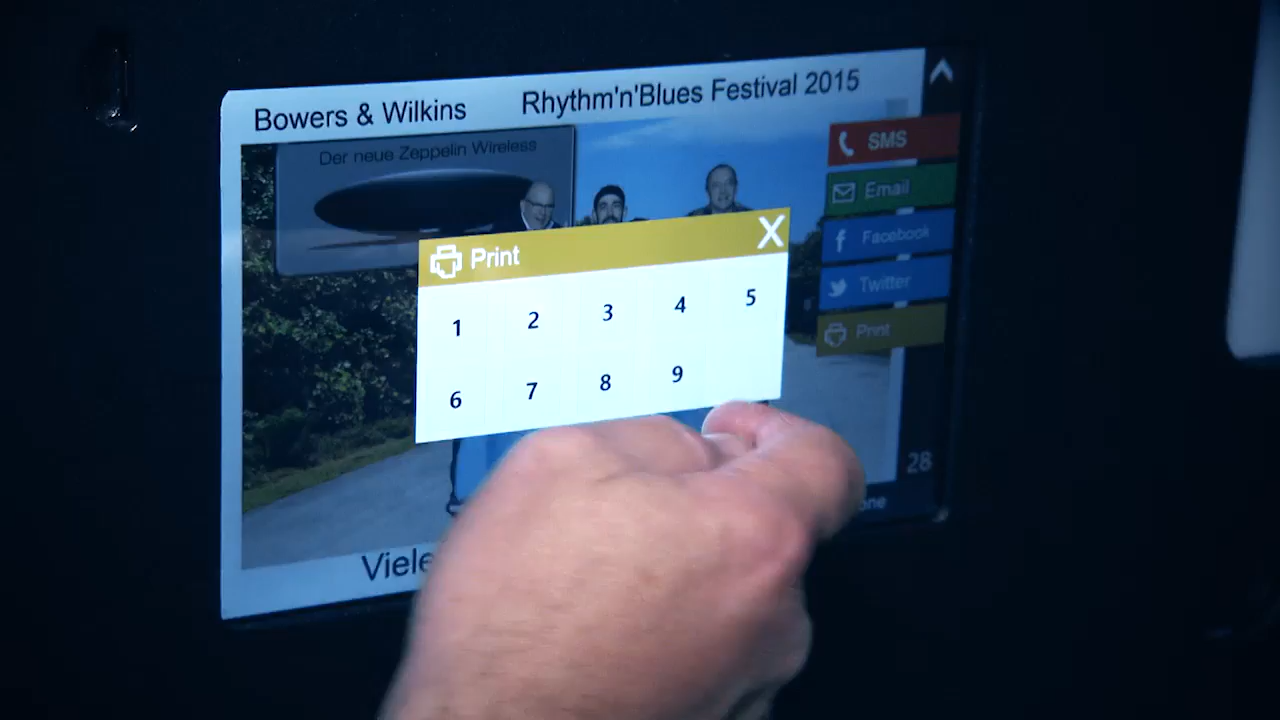 Bowers & Wilkins Rhythm'n'Blues Festival 2015
Der neue Zeppelin Wireless
SMS
Email
Facebook
Twitter
Print
Print X
1 2 3 4 5
6 7 8 9
28
one
Viele